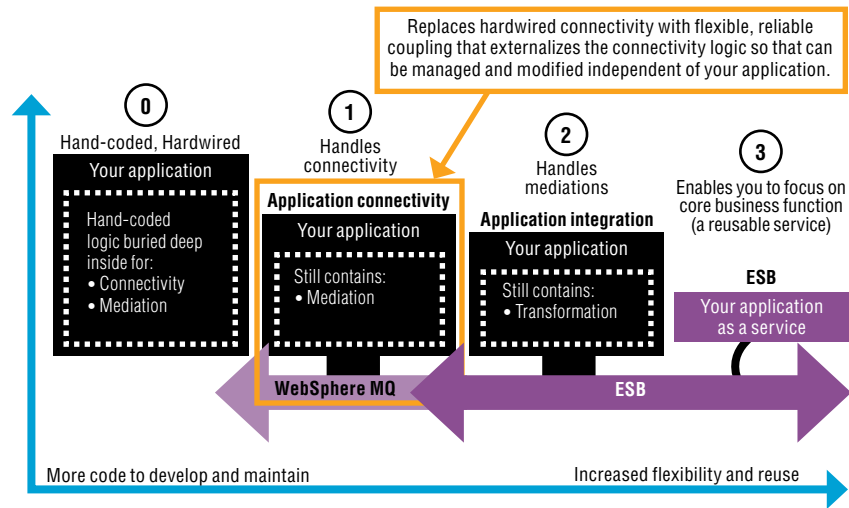 Replaces hardwired connectivity with flexible, reliable
coupling that externalizes the connectivity logic so that can
be managed and modified independent of your application.
0
Hand-coded, Hardwired
Your application
Hand-coded
logic buried deep
inside for:
• Connectivity
• Mediation
1
Handles
connectivity
Application connectivity
Your application
Still contains:
• Mediation
2
Handles
mediations
Application integration
Your application
Still contains:
• Transformation
3
Enables you to focus on
core business function
(a reusable service)
ESB
Your application
as a service
WebSphere MQ
ESB
More code to develop and maintain
Increased flexibility and reuse